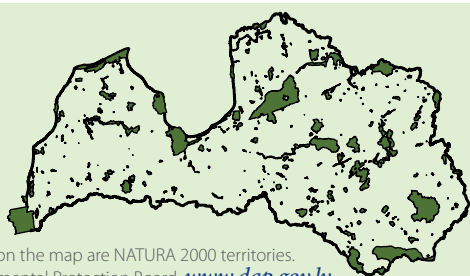 on the map are NATURA 2000 territories.
mental Protection Board, www.dap.gov.lv